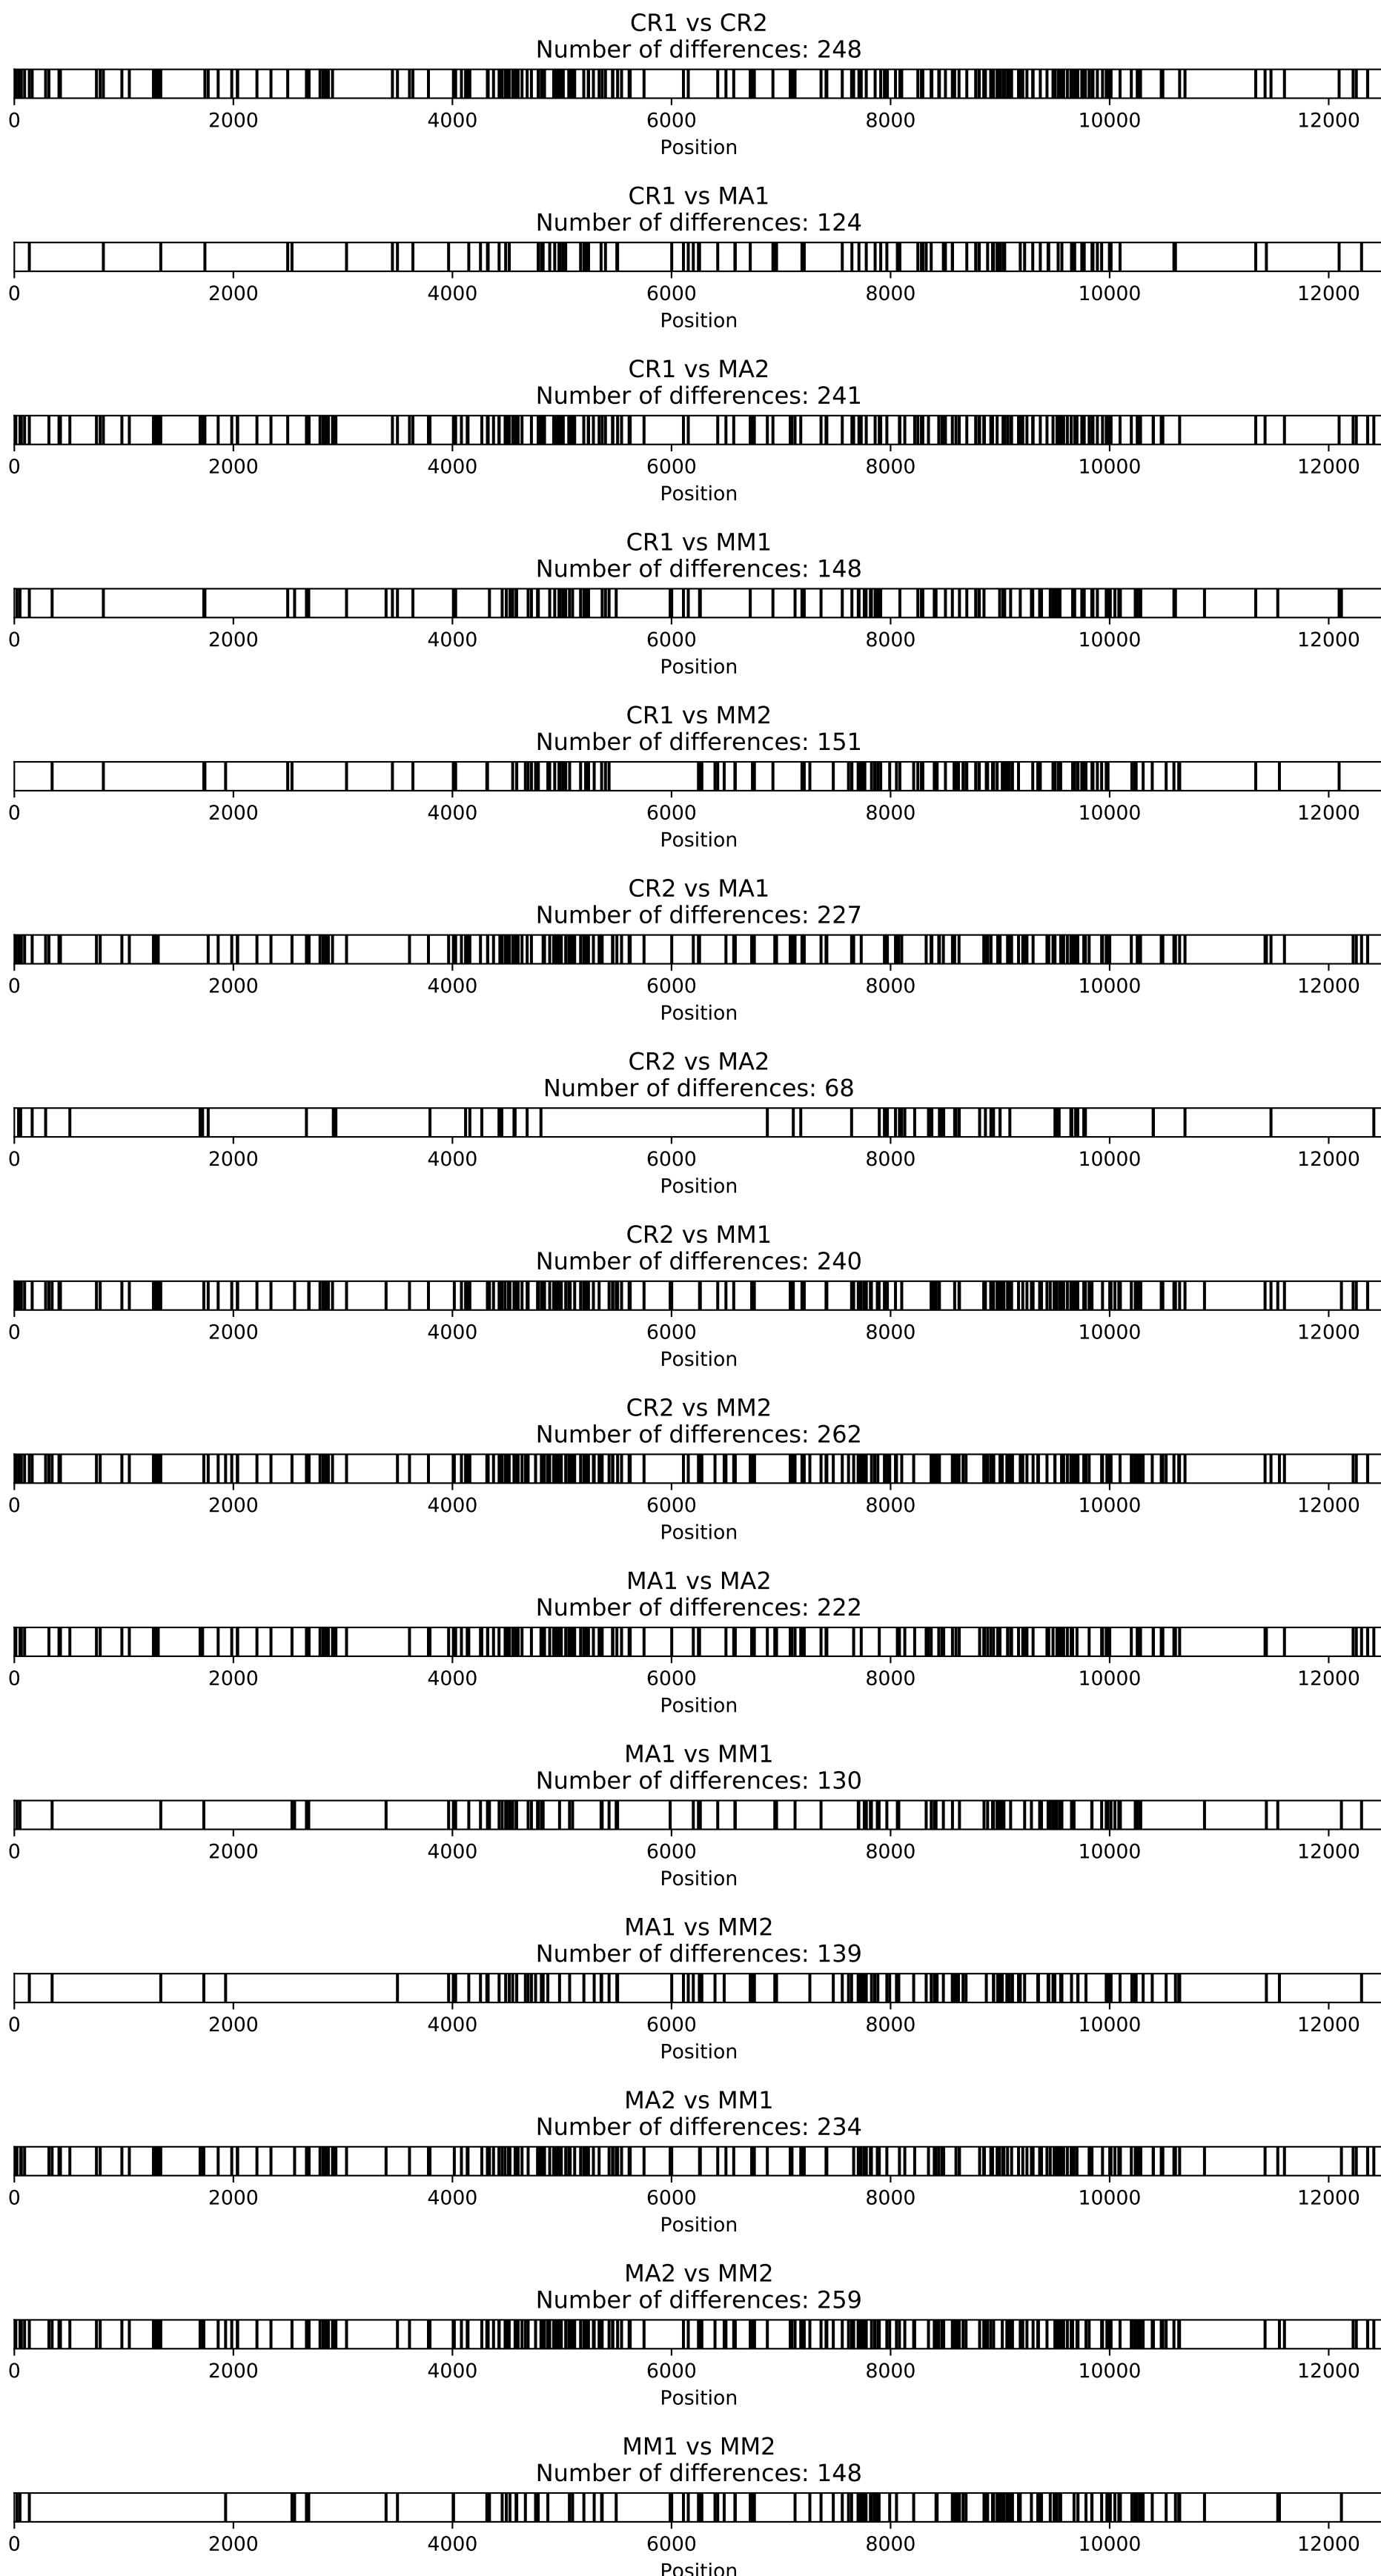 CR1 vs CR2
Number of differences: 248
0 2000 4000 6000 8000 10000 12000
Position
CR1 vs MA1
Number of differences: 124
0 2000 4000 6000 8000 10000 12000
Position
CR1 vs MA2
Number of differences: 241
0 2000 4000 6000 8000 10000 12000
Position
CR1 vs MM1
Number of differences: 148
0 2000 4000 6000 8000 10000 12000
Position
CR1 vs MM2
Number of differences: 151
0 2000 4000 6000 8000 10000 12000
Position
CR2 vs MA1
Number of differences: 227
0 2000 4000 6000 8000 10000 12000
Position
CR2 vs MA2
Number of differences: 68
0 2000 4000 6000 8000 10000 12000
Position
CR2 vs MM1
Number of differences: 240
0 2000 4000 6000 8000 10000 12000
Position
CR2 vs MM2
Number of differences: 262
0 2000 4000 6000 8000 10000 12000
Position
MA1 vs MA2
Number of differences: 222
0 2000 4000 6000 8000 10000 12000
Position
MA1 vs MM1
Number of differences: 130
0 2000 4000 6000 8000 10000 12000
Position
MA1 vs MM2
Number of differences: 139
0 2000 4000 6000 8000 10000 12000
Position
MA2 vs MM1
Number of differences: 234
0 2000 4000 6000 8000 10000 12000
Position
MA2 vs MM2
Number of differences: 259
0 2000 4000 6000 8000 10000 12000
Position
MM1 vs MM2
Number of differences: 148
0 2000 4000 6000 8000 10000 12000
Position